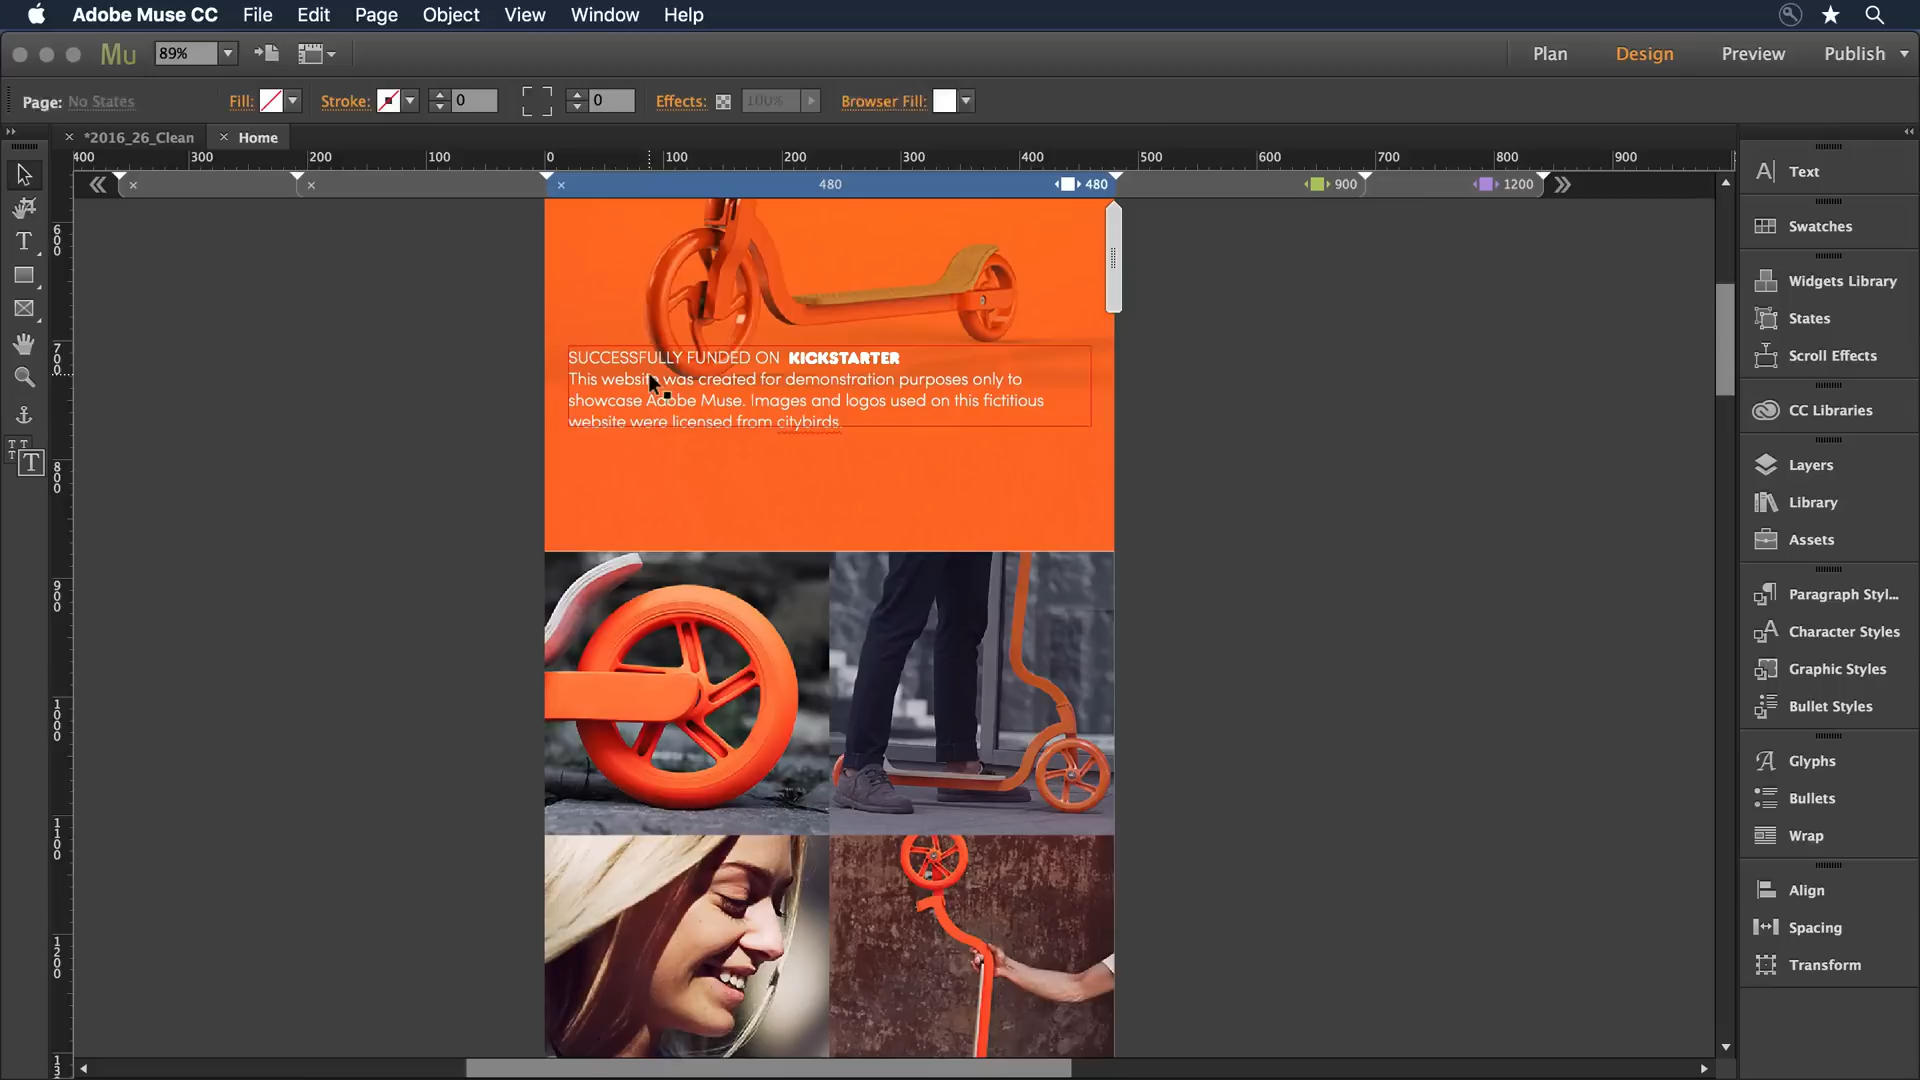 Adobe Muse CC File Edit Page Object View Window Help
Mu 89% Plan Design Preview Publish
Page: No States Fill: Stroke: 0 0 Effects: 100% Browser Fill:
× *2016_26_Clean × Home
400 300 200 100 0 100 200 300 400 500 600 700 800 900
× × × 480 480 900 1200
600
700
800
900
1000
1100
1200
13
T
T T T
T
SUCCESSFULLY FUNDED ON KICKSTARTER
This website was created for demonstration purposes only to
showcase Adobe Muse. Images and logos used on this fictitious
website were licensed from citybirds.
A| Text
Swatches
Widgets Library
States
Scroll Effects
CC Libraries
Layers
Library
Assets
Paragraph Styl...
Character Styles
Graphic Styles
Bullet Styles
Glyphs
Bullets
Wrap
Align
Spacing
Transform